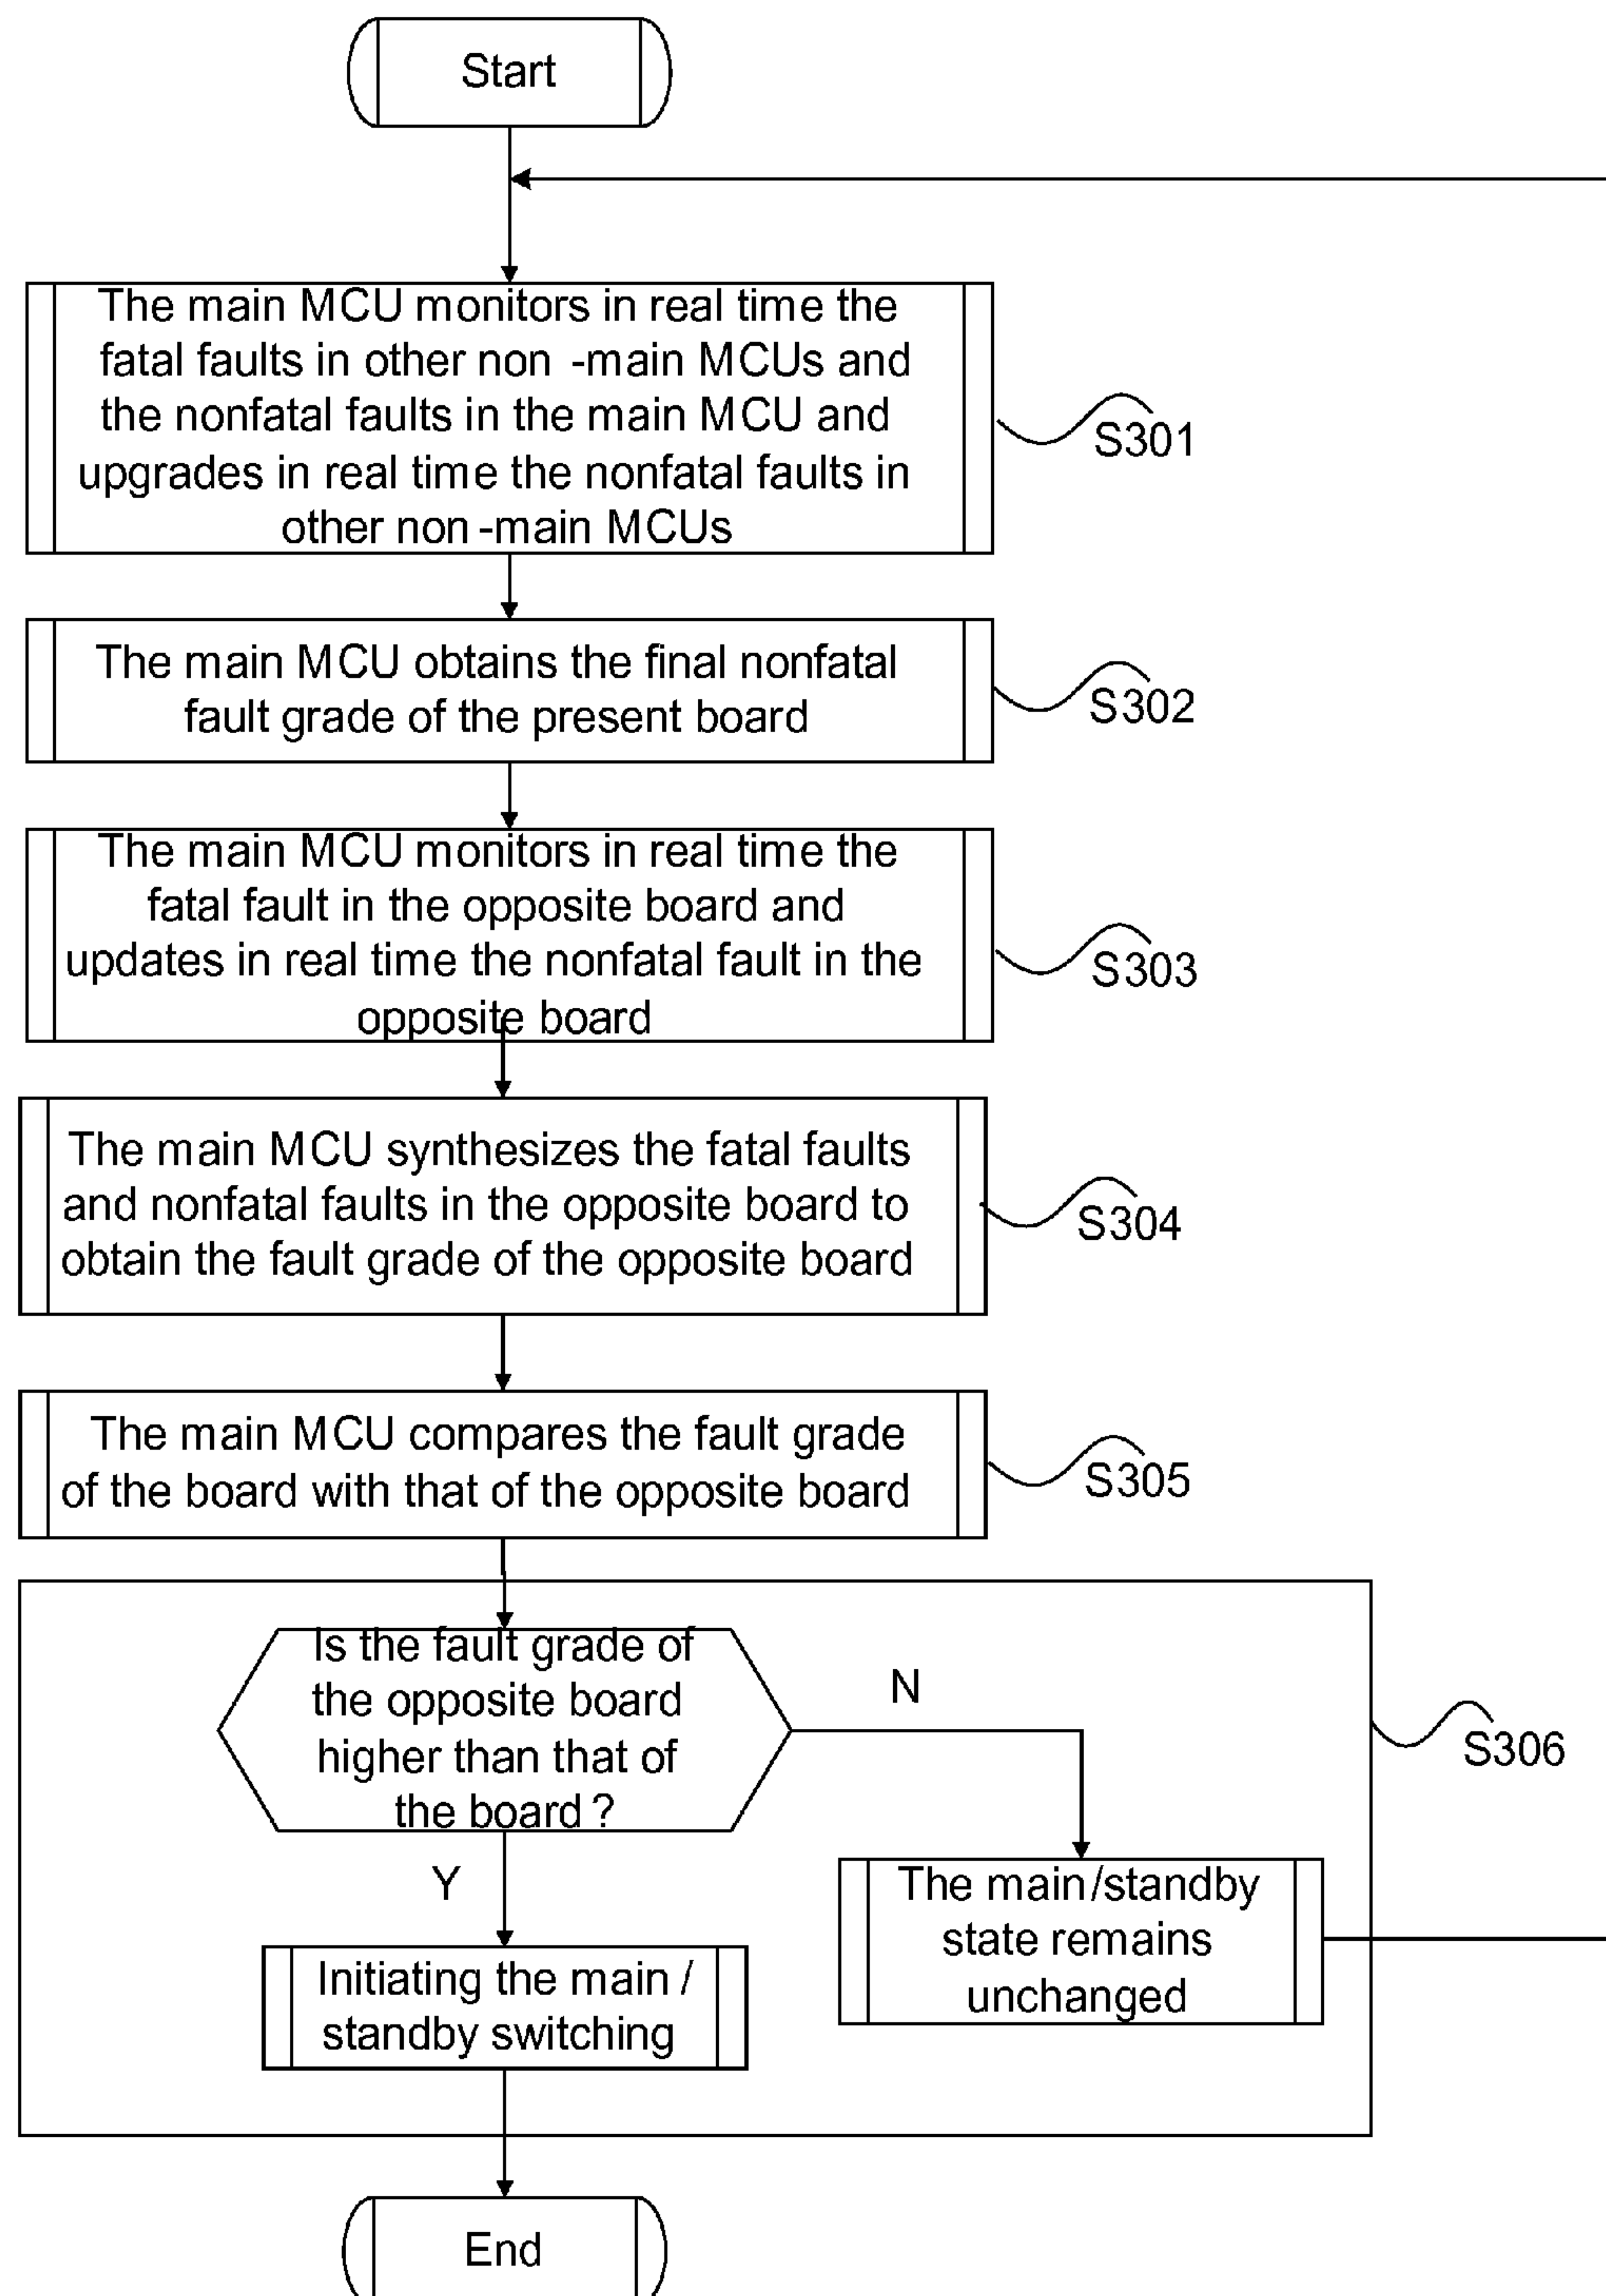 Start
The main MCU monitors in real time the
fatal faults in other non -main MCUs and
the nonfatal faults in the main MCU and
upgrades in real time the nonfatal faults in
other non -main MCUs
S301
The main MCU obtains the final nonfatal
fault grade of the present board
S302
The main MCU monitors in real time the
fatal fault in the opposite board and
updates in real time the nonfatal fault in the
opposite board
S303
The main MCU synthesizes the fatal faults
and nonfatal faults in the opposite board to
obtain the fault grade of the opposite board
S304
The main MCU compares the fault grade
of the board with that of the opposite board
S305
Is the fault grade of
the opposite board
higher than that of
the board ?
N
S306
Y
The main/standby
state remains
unchanged
Initiating the main /
standby switching
End